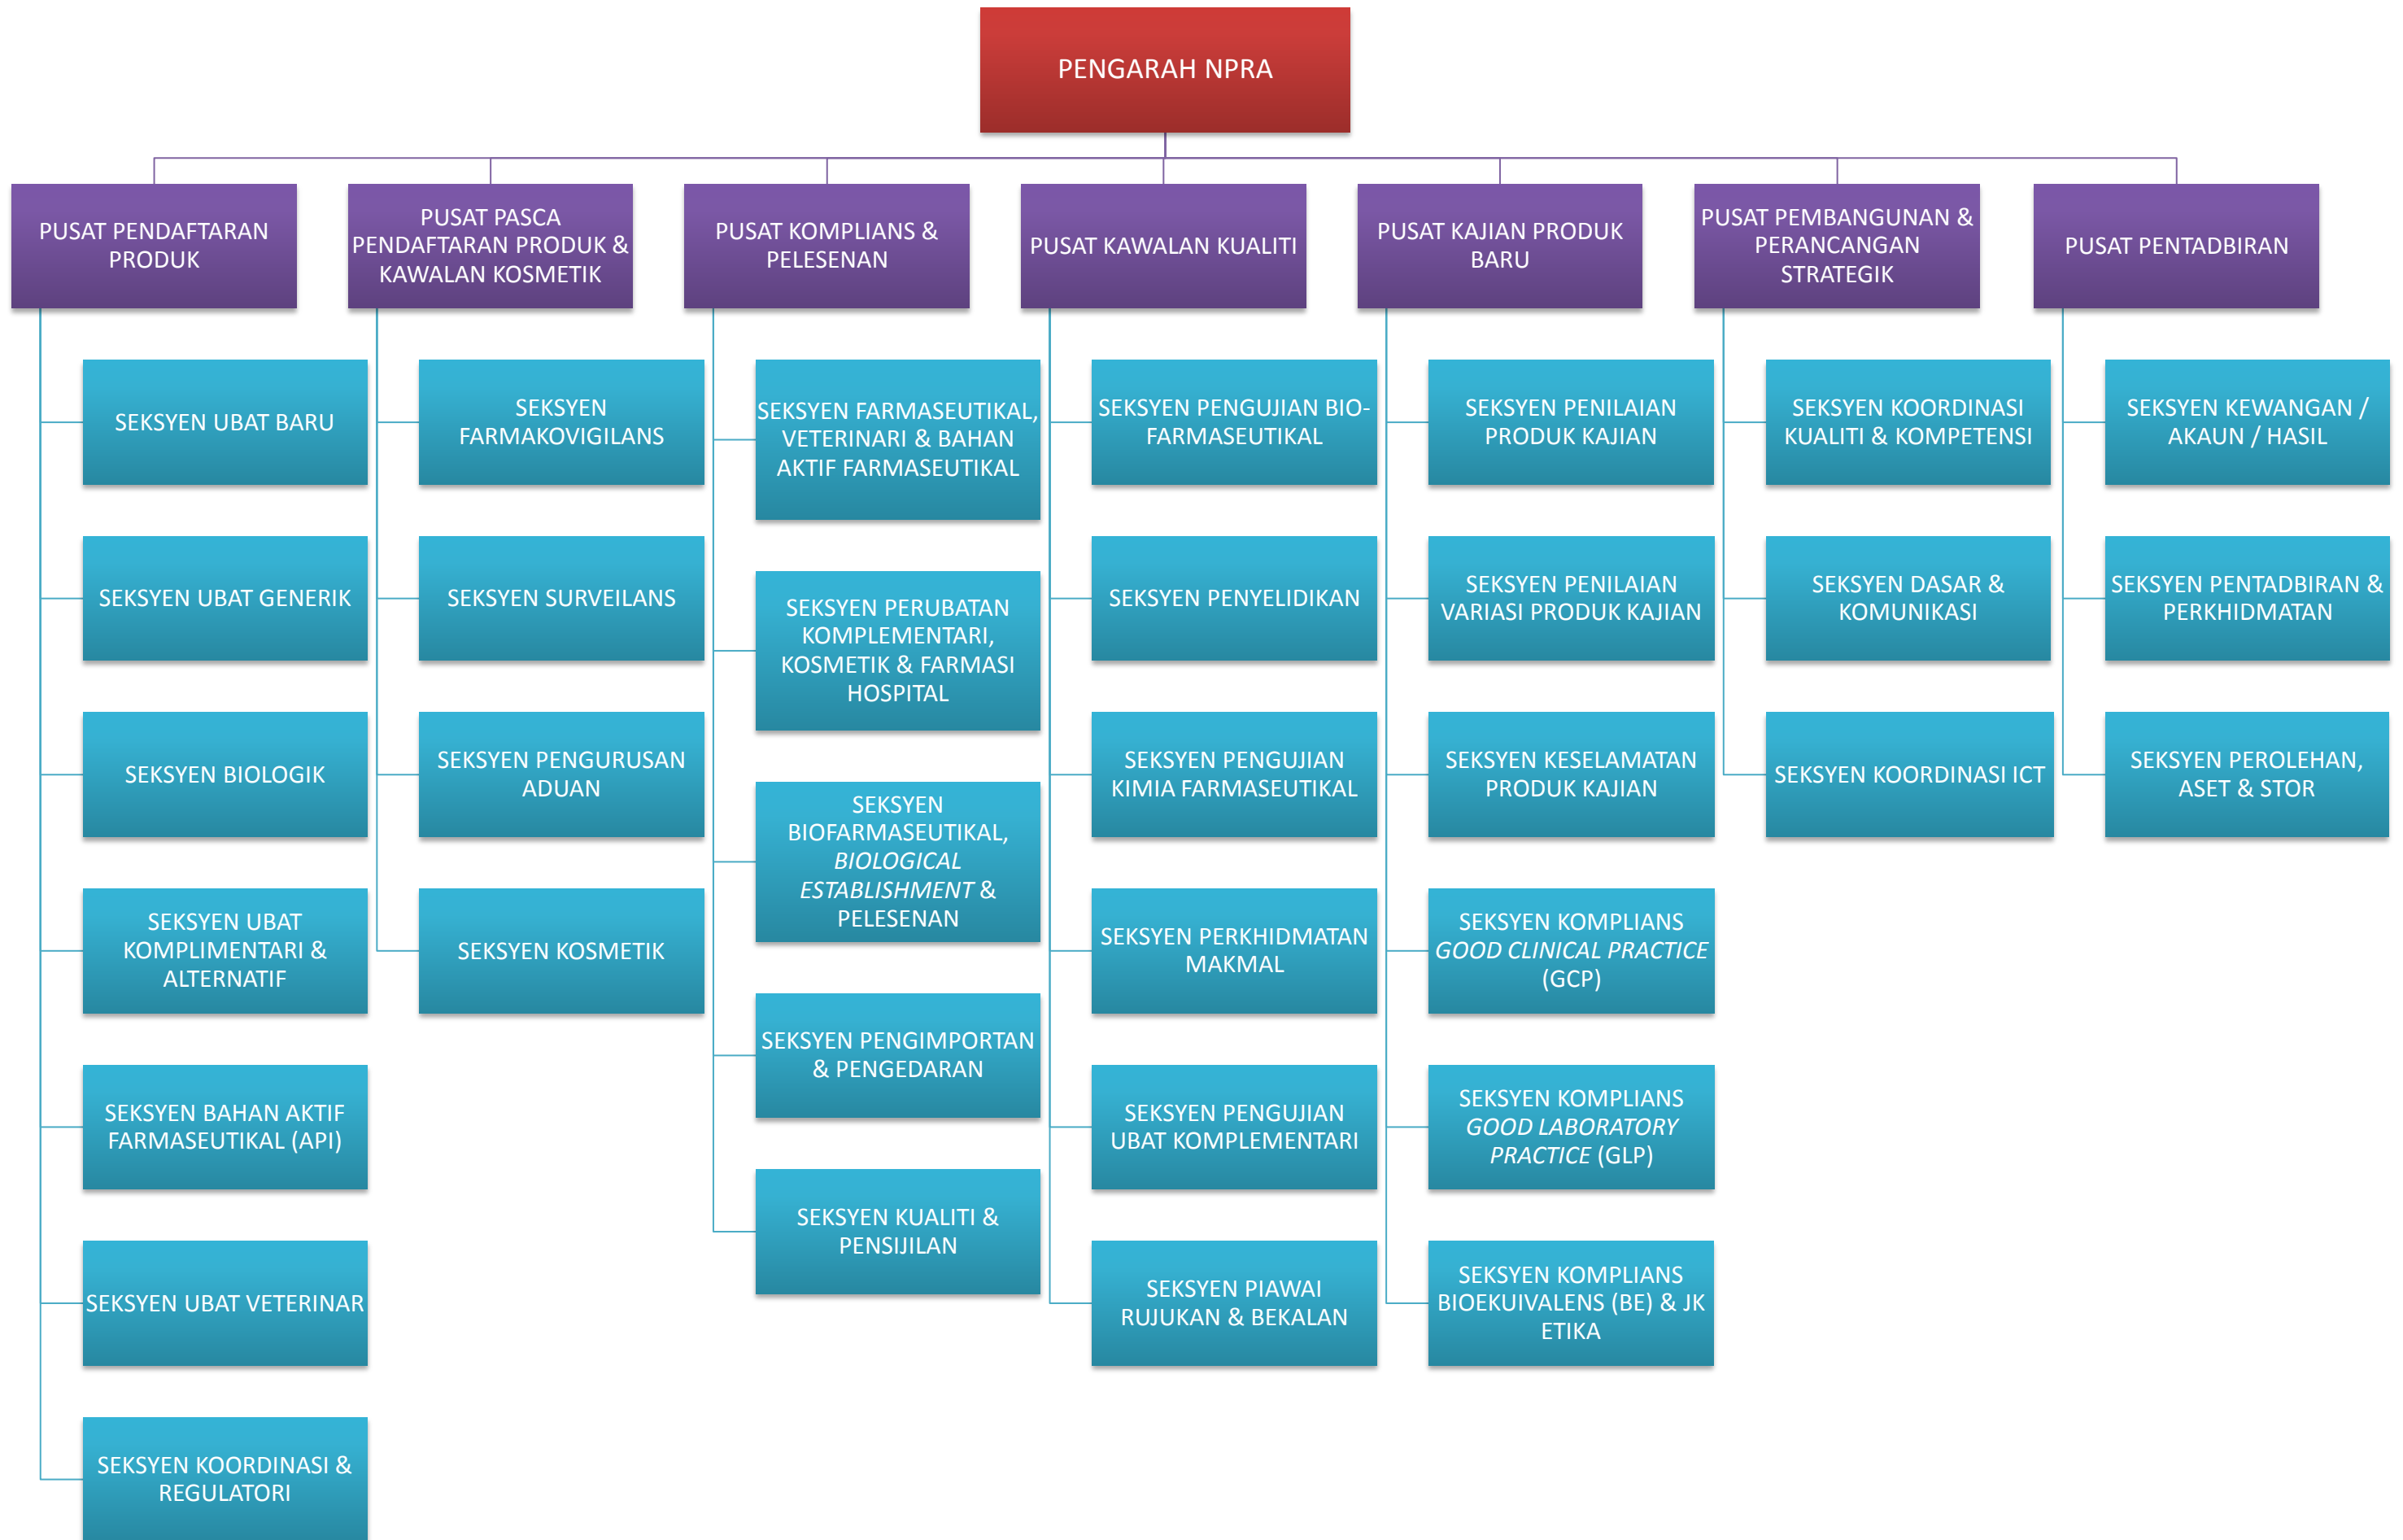 PENGARAH NPRA
PUSAT PENDAFTARAN
PRODUK
SEKSYEN UBAT BARU
SEKSYEN UBAT GENERIK
SEKSYEN BIOLOGIK
SEKSYEN UBAT
KOMPLIMENTARI &
ALTERNATIF
SEKSYEN BAHAN AKTIF
FARMASEUTIKAL (API)
SEKSYEN UBAT VETERINAR
SEKSYEN KOORDINASI &
REGULATORI
PUSAT PASCA
PENDAFTARAN PRODUK &
KAWALAN KOSMETIK
SEKSYEN
FARMAKOVIGILANS
SEKSYEN SURVEILANS
SEKSYEN PENGURUSAN
ADUAN
SEKSYEN KOSMETIK
PUSAT KOMPLIANS &
PELESENAN
SEKSYEN FARMASEUTIKAL,
VETERINARI & BAHAN
AKTIF FARMASEUTIKAL
SEKSYEN PERUBATAN
KOMPLEMENTARI,
KOSMETIK & FARMASI
HOSPITAL
SEKSYEN
BIOFARMASEUTIKAL,
BIOLOGICAL
ESTABLISHMENT &
PELESENAN
SEKSYEN PENGIMPORTAN
& PENGEDARAN
SEKSYEN KUALITI &
PENSIJILAN
PUSAT KAWALAN KUALITI
SEKSYEN PENGUJIAN BIO-
FARMASEUTIKAL
SEKSYEN PENYELIDIKAN
SEKSYEN PENGUJIAN
KIMIA FARMASEUTIKAL
SEKSYEN PERKHIDMATAN
MAKMAL
SEKSYEN PENGUJIAN
UBAT KOMPLEMENTARI
SEKSYEN PIAWAI
RUJUKAN & BEKALAN
PUSAT KAJIAN PRODUK
BARU
SEKSYEN PENILAIAN
PRODUK KAJIAN
SEKSYEN PENILAIAN
VARIASI PRODUK KAJIAN
SEKSYEN KESELAMATAN
PRODUK KAJIAN
SEKSYEN KOMPLIANS
GOOD CLINICAL PRACTICE
(GCP)
SEKSYEN KOMPLIANS
GOOD LABORATORY
PRACTICE (GLP)
SEKSYEN KOMPLIANS
BIOEKUIVALENS (BE) & JK
ETIKA
PUSAT PEMBANGUNAN &
PERANCANGAN
STRATEGIK
SEKSYEN KOORDINASI
KUALITI & KOMPETENSI
SEKSYEN DASAR &
KOMUNIKASI
SEKSYEN KOORDINASI ICT
PUSAT PENTADBIRAN
SEKSYEN KEWANGAN /
AKAUN / HASIL
SEKSYEN PENTADBIRAN &
PERKHIDMATAN
SEKSYEN PEROLEHAN,
ASET & STOR